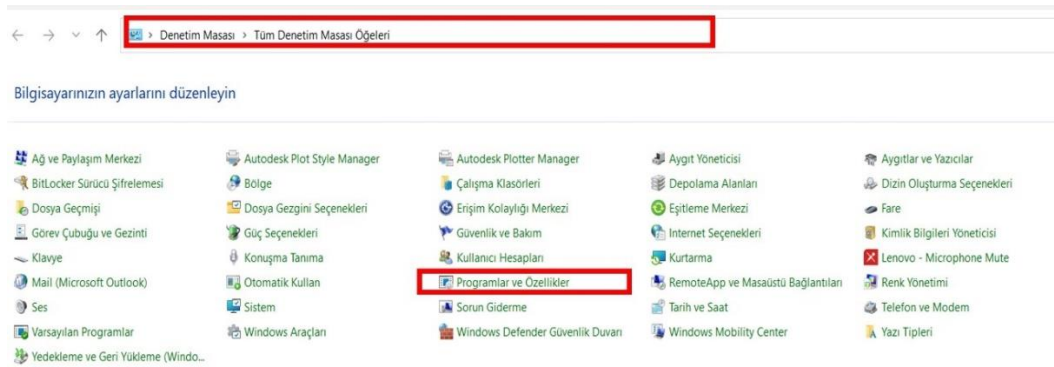 Denetim Masası > Tüm Denetim Masası Öğeleri
Bilgisayarınızın ayarlarını düzenleyin
Ağ ve Paylaşım Merkezi Autodesk Plot Style Manager Autodesk Plotter Manager Aygıt Yöneticisi Aygıtlar ve Yazıcılar
BitLocker Sürücü Şifrelemesi Bölge Çalışma Klasörleri Depolama Alanları Dizin Oluşturma Seçenekleri
Dosya Geçmişi Dosya Gezgini Seçenekleri Erişim Kolaylığı Merkezi Eşitleme Merkezi Fare
Görev Çubuğu ve Gezinti Güç Seçenekleri Güvenlik ve Bakım Internet Seçenekleri Kimlik Bilgileri Yöneticisi
Klavye Konuşma Tanıma Kullanıcı Hesapları Kurtarma Lenovo - Microphone Mute
Mail (Microsoft Outlook) Otomatik Kullan Programlar ve Özellikler RemoteApp ve Masaüstü Bağlantıları Renk Yönetimi
Ses Sistem Sorun Giderme Tarih ve Saat Telefon ve Modem
Varsayılan Programlar Windows Araçları Windows Defender Güvenlik Duvarı Windows Mobility Center Yazı Tipleri
Yedekleme ve Geri Yükleme (Windo...